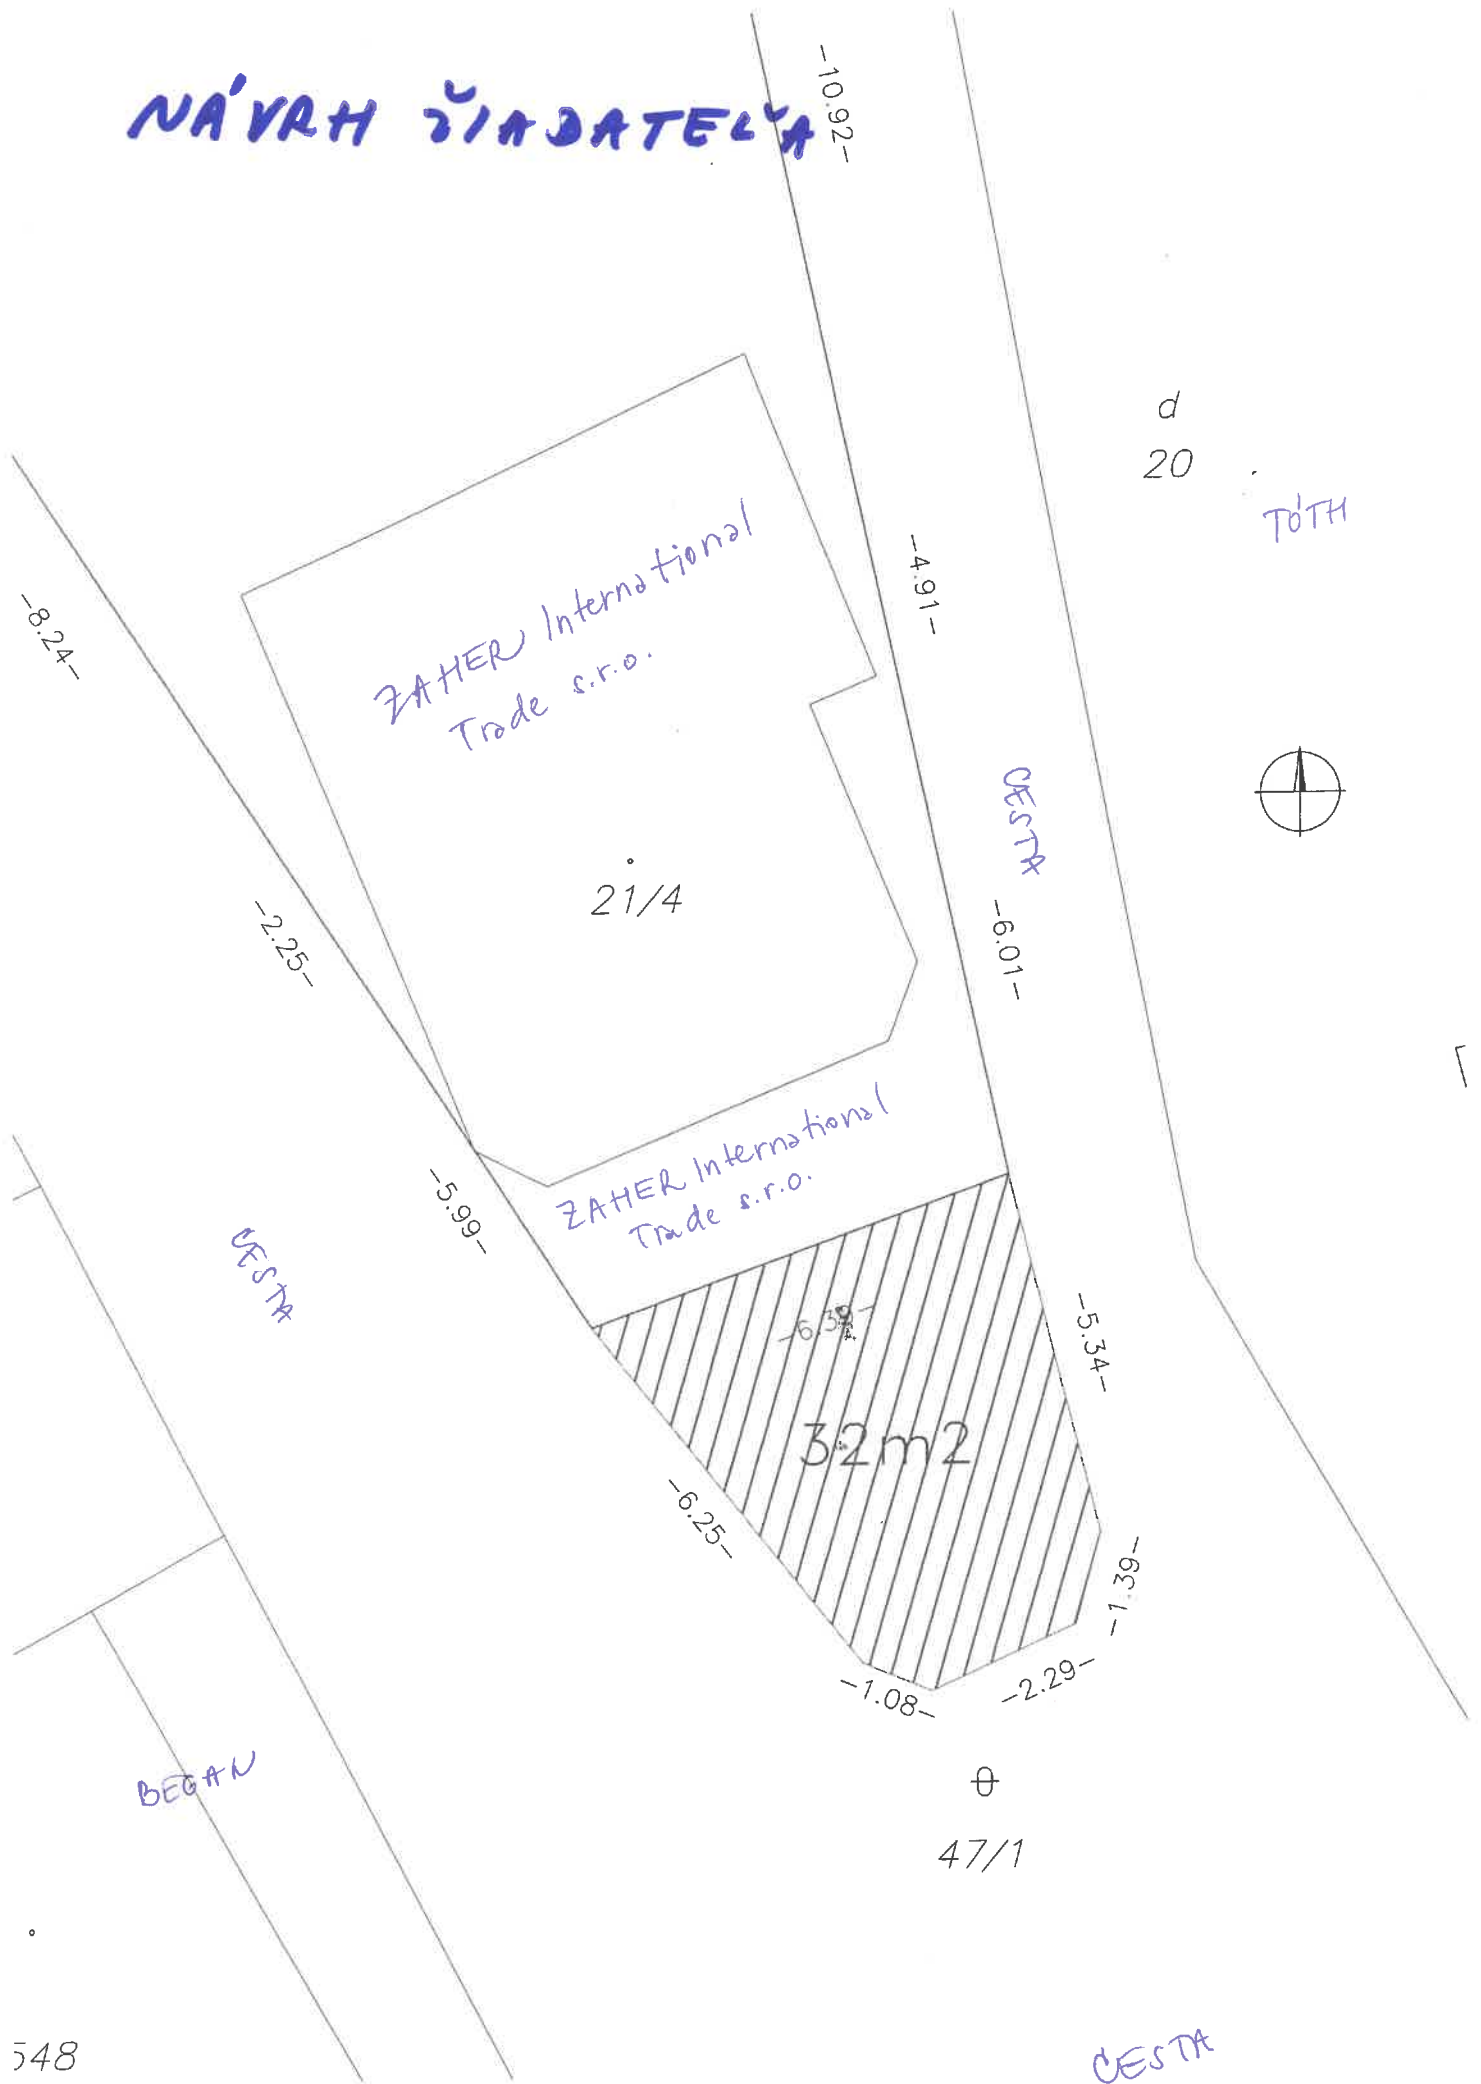 NÁVRH ŽIADATEĽA
-10.92-
d
20
TÓTH
-8.24-
ZAHER International
Trade s.r.o.
-4.91-
CESTA
21/4
-2.25-
-6.01-
ZAHER International
Trade s.r.o.
-5.99-
CESTA
-5.34-
32m2
-6.25-
-1.39-
-2.29-
-1.08-
BEGAN
47/1
548
CESTA